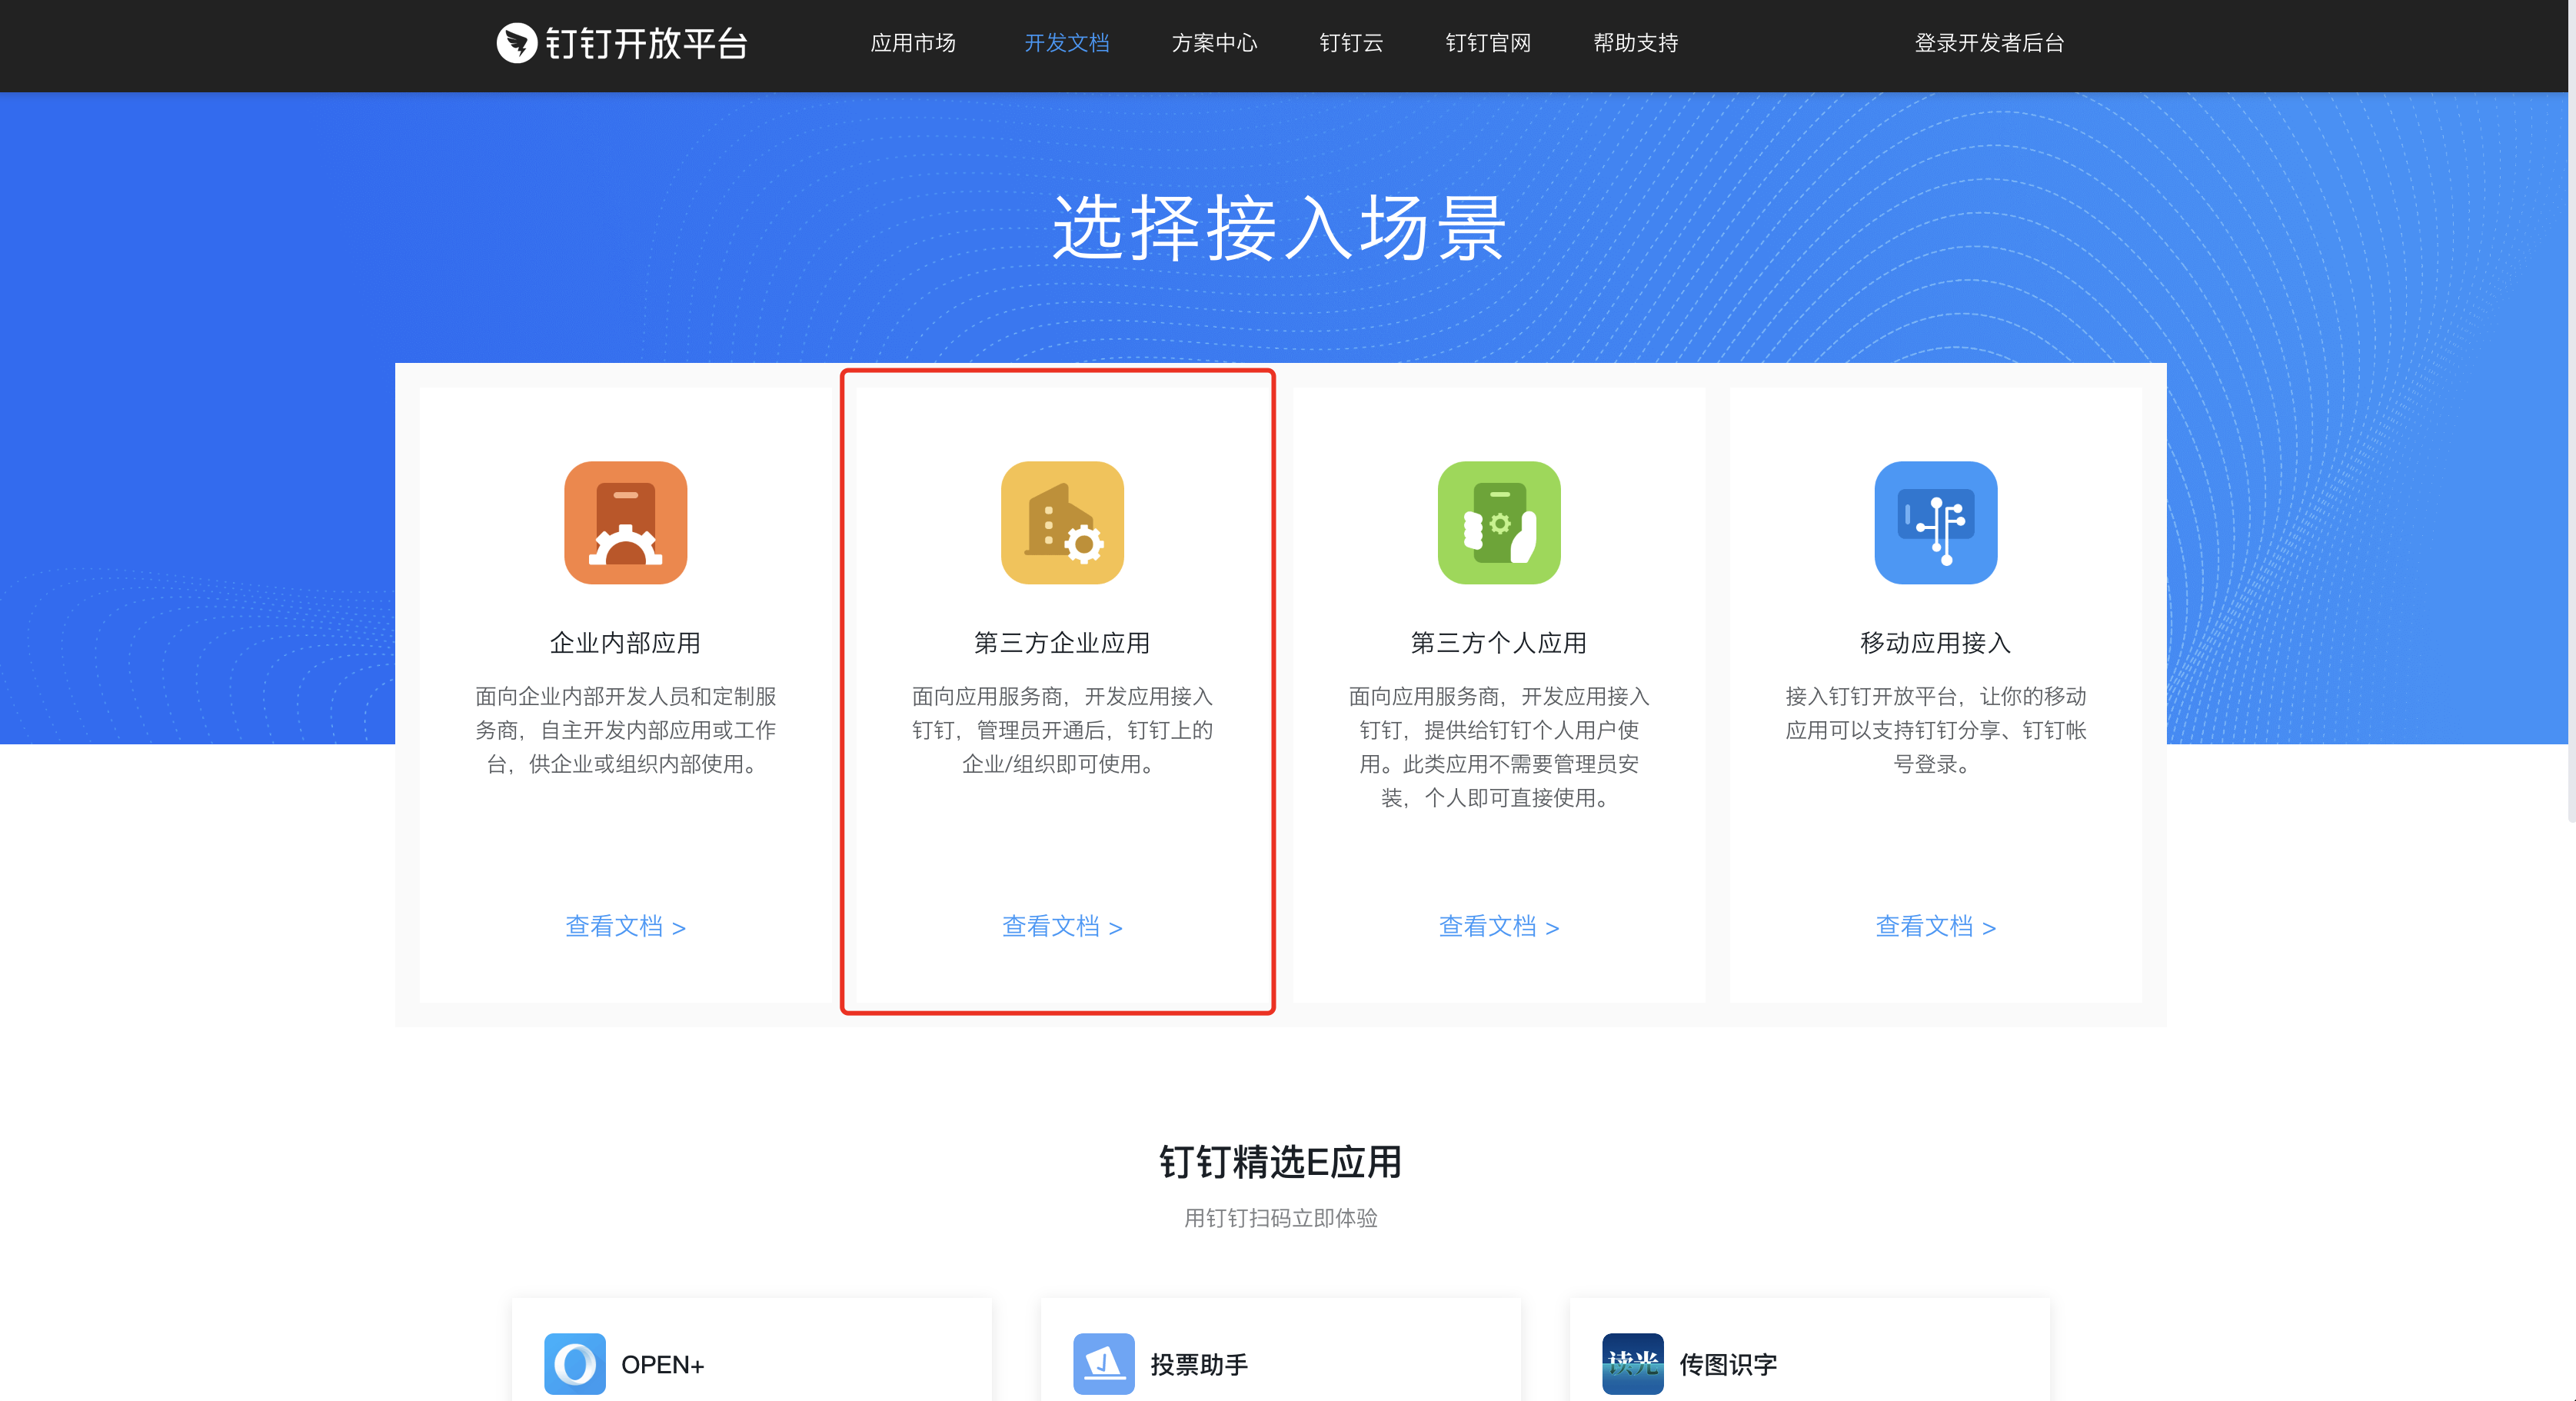 钉钉开放平台
应用市场
开发文档
方案中心
钉钉云
钉钉官网
帮助支持
登录开发者后台
选择接入场景
企业内部应用
面向企业内部开发人员和定制服
务商，自主开发内部应用或工作
台，供企业或组织内部使用。
查看文档 >
第三方企业应用
面向应用服务商，开发应用接入
钉钉，管理员开通后，钉钉上的
企业/组织即可使用。
查看文档 >
第三方个人应用
面向应用服务商，开发应用接入
钉钉，提供给钉钉个人用户使
用。此类应用不需要管理员安
装，个人即可直接使用。
查看文档 >
移动应用接入
接入钉钉开放平台，让你的移动
应用可以支持钉钉分享、钉钉帐
号登录。
查看文档 >
钉钉精选E应用
用钉钉扫码立即体验
OPEN+
投票助手
读光
传图识字